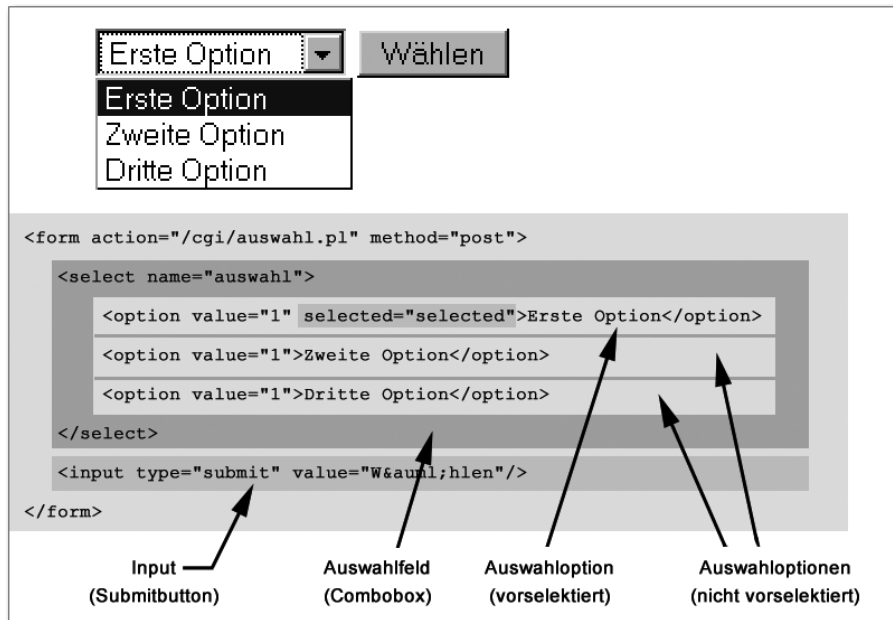 Erste Option Wählen
Erste Option
Zweite Option
Dritte Option
<form action="/cgi/auswahl.pl" method="post">
<select name="auswahl">
<option value="1" selected="selected">Erste Option</option>
<option value="1">Zweite Option</option>
<option value="1">Dritte Option</option>
</select>
<input type="submit" value="W&auml;hlen"/>
</form>
Input Auswahlfeld Auswahloption Auswahloptionen
(Submitbutton) (Combobox) (vorselektiert) (nicht vorselektiert)